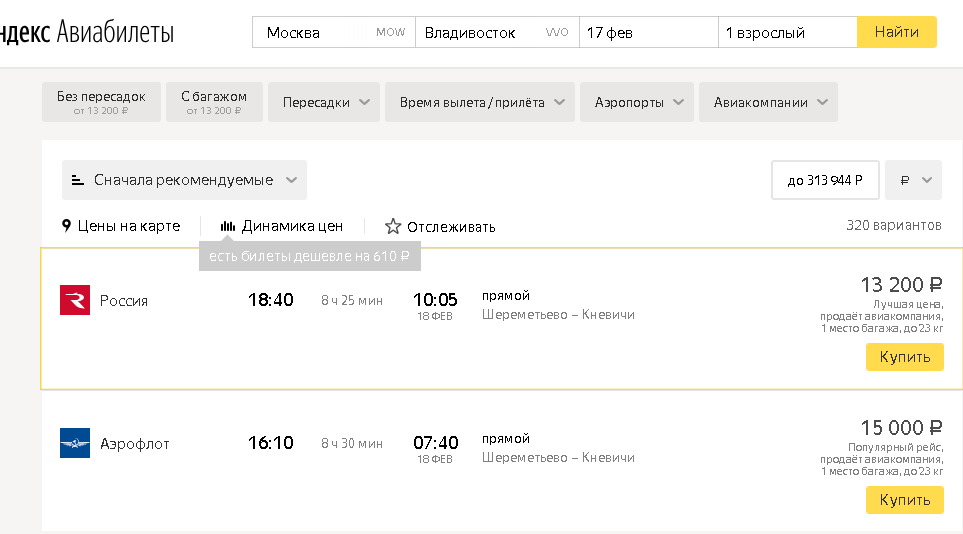 ндекс Авиабилеты
Москва MOW Владивосток VVO 17 фев 1 взрослый Найти
Без пересадок С багажом Пересадки Время вылета / прилёта Аэропорты Авиакомпании
от 13 200 ₽ от 13 200 ₽
Сначала рекомендуемые до 313 944 Р ₽
Цены на карте Динамика цен Отслеживать 320 вариантов
есть билеты дешевле на 610 ₽
Россия 18:40 8 ч 25 мин 10:05 прямой 13 200 ₽
18 ФЕВ Шереметьево – Кневичи Лучшая цена,
продаёт авиакомпания,
1 место багажа, до 23 кг
Купить
Аэрофлот 16:10 8 ч 30 мин 07:40 прямой 15 000 ₽
18 ФЕВ Шереметьево – Кневичи Популярный рейс,
продаёт авиакомпания,
1 место багажа, до 23 кг
Купить